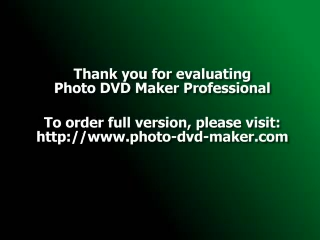 Thank you for evaluating
Photo DVD Maker Professional
To order full version, please visit:
http://www.photo-dvd-maker.com